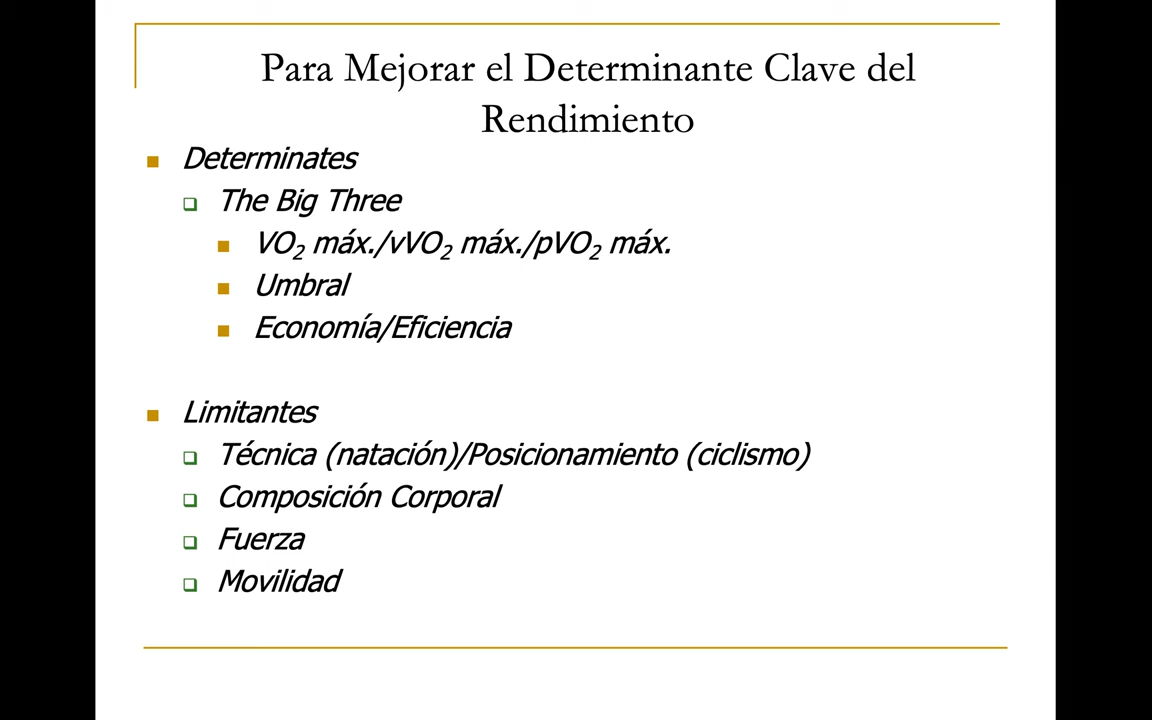 Para Mejorar el Determinante Clave del
Rendimiento
Determinates
The Big Three
VO₂ máx./vVO₂ máx./pVO₂ máx.
Umbral
Economía/Eficiencia
Limitantes
Técnica (natación)/Posicionamiento (ciclismo)
Composición Corporal
Fuerza
Movilidad